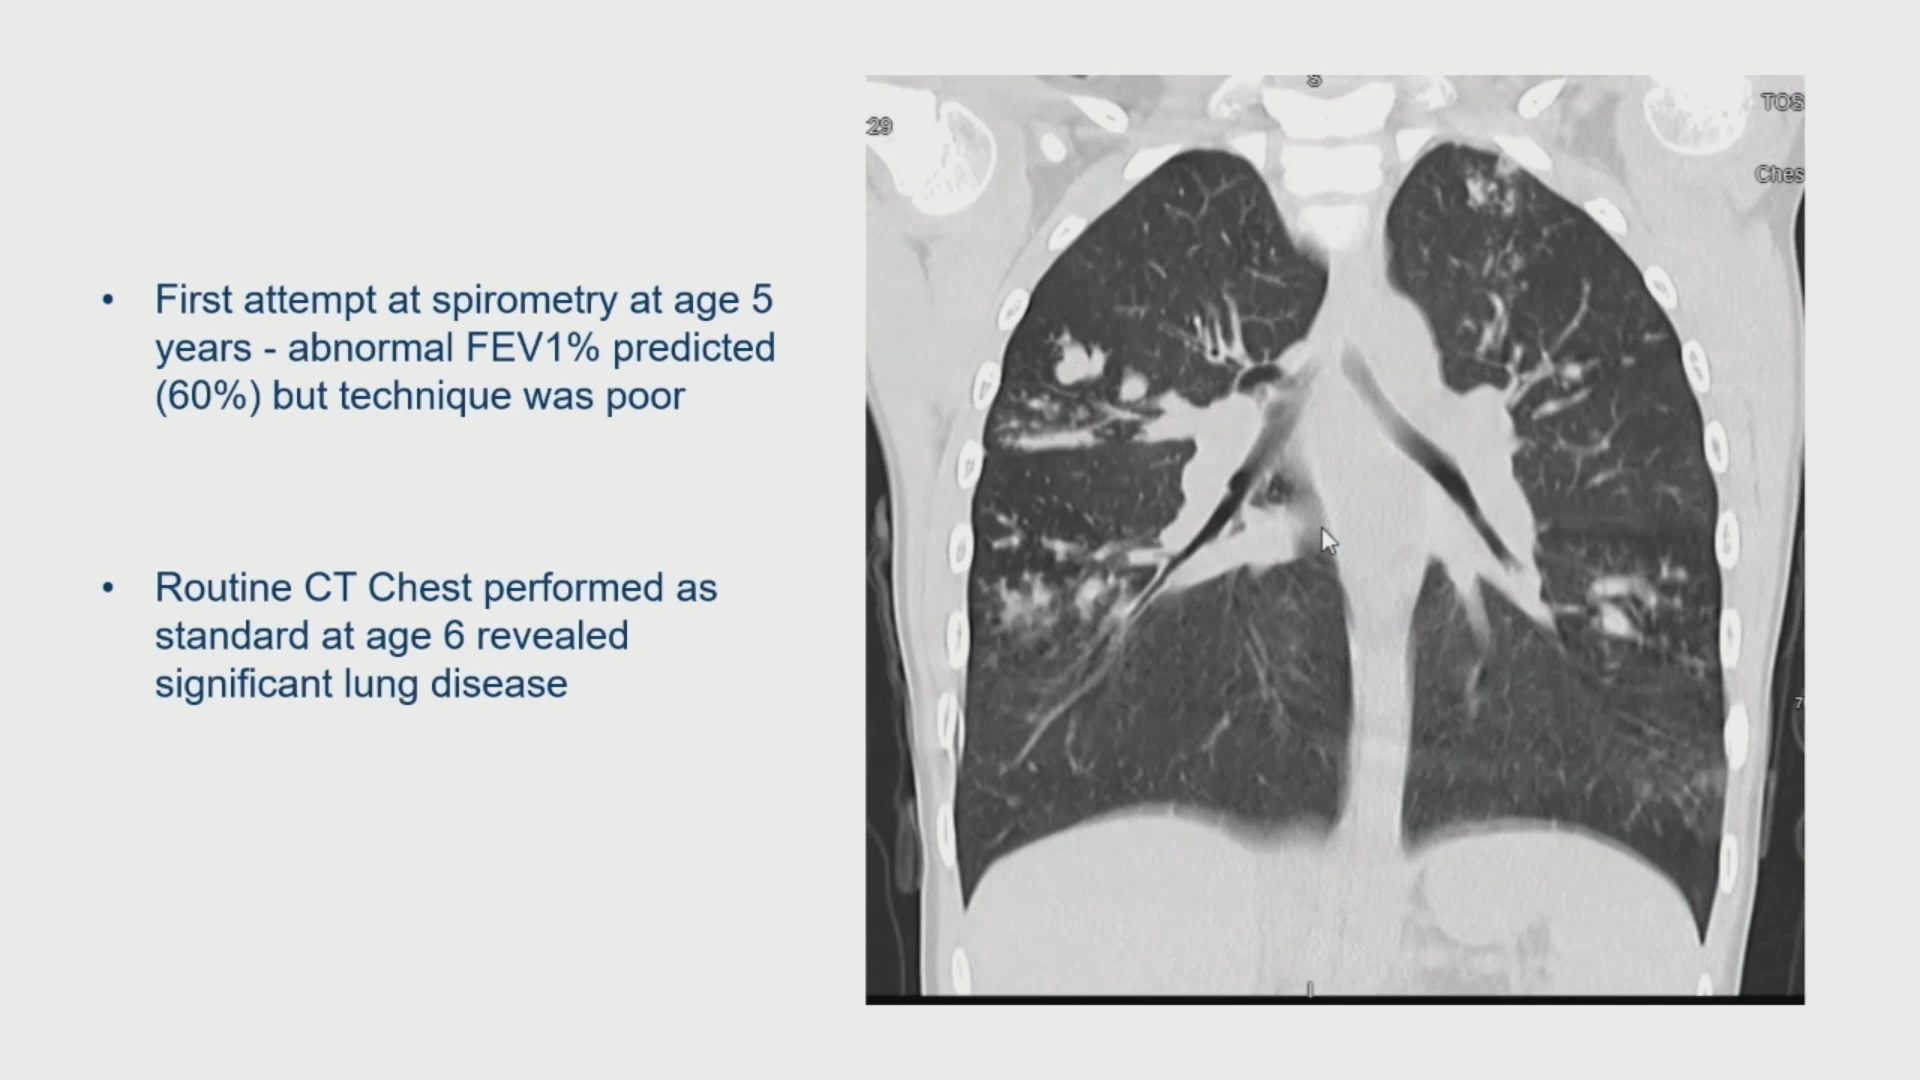 • First attempt at spirometry at age 5
years - abnormal FEV1% predicted
(60%) but technique was poor
• Routine CT Chest performed as
standard at age 6 revealed
significant lung disease
S
29
TOS
Ches
7
I